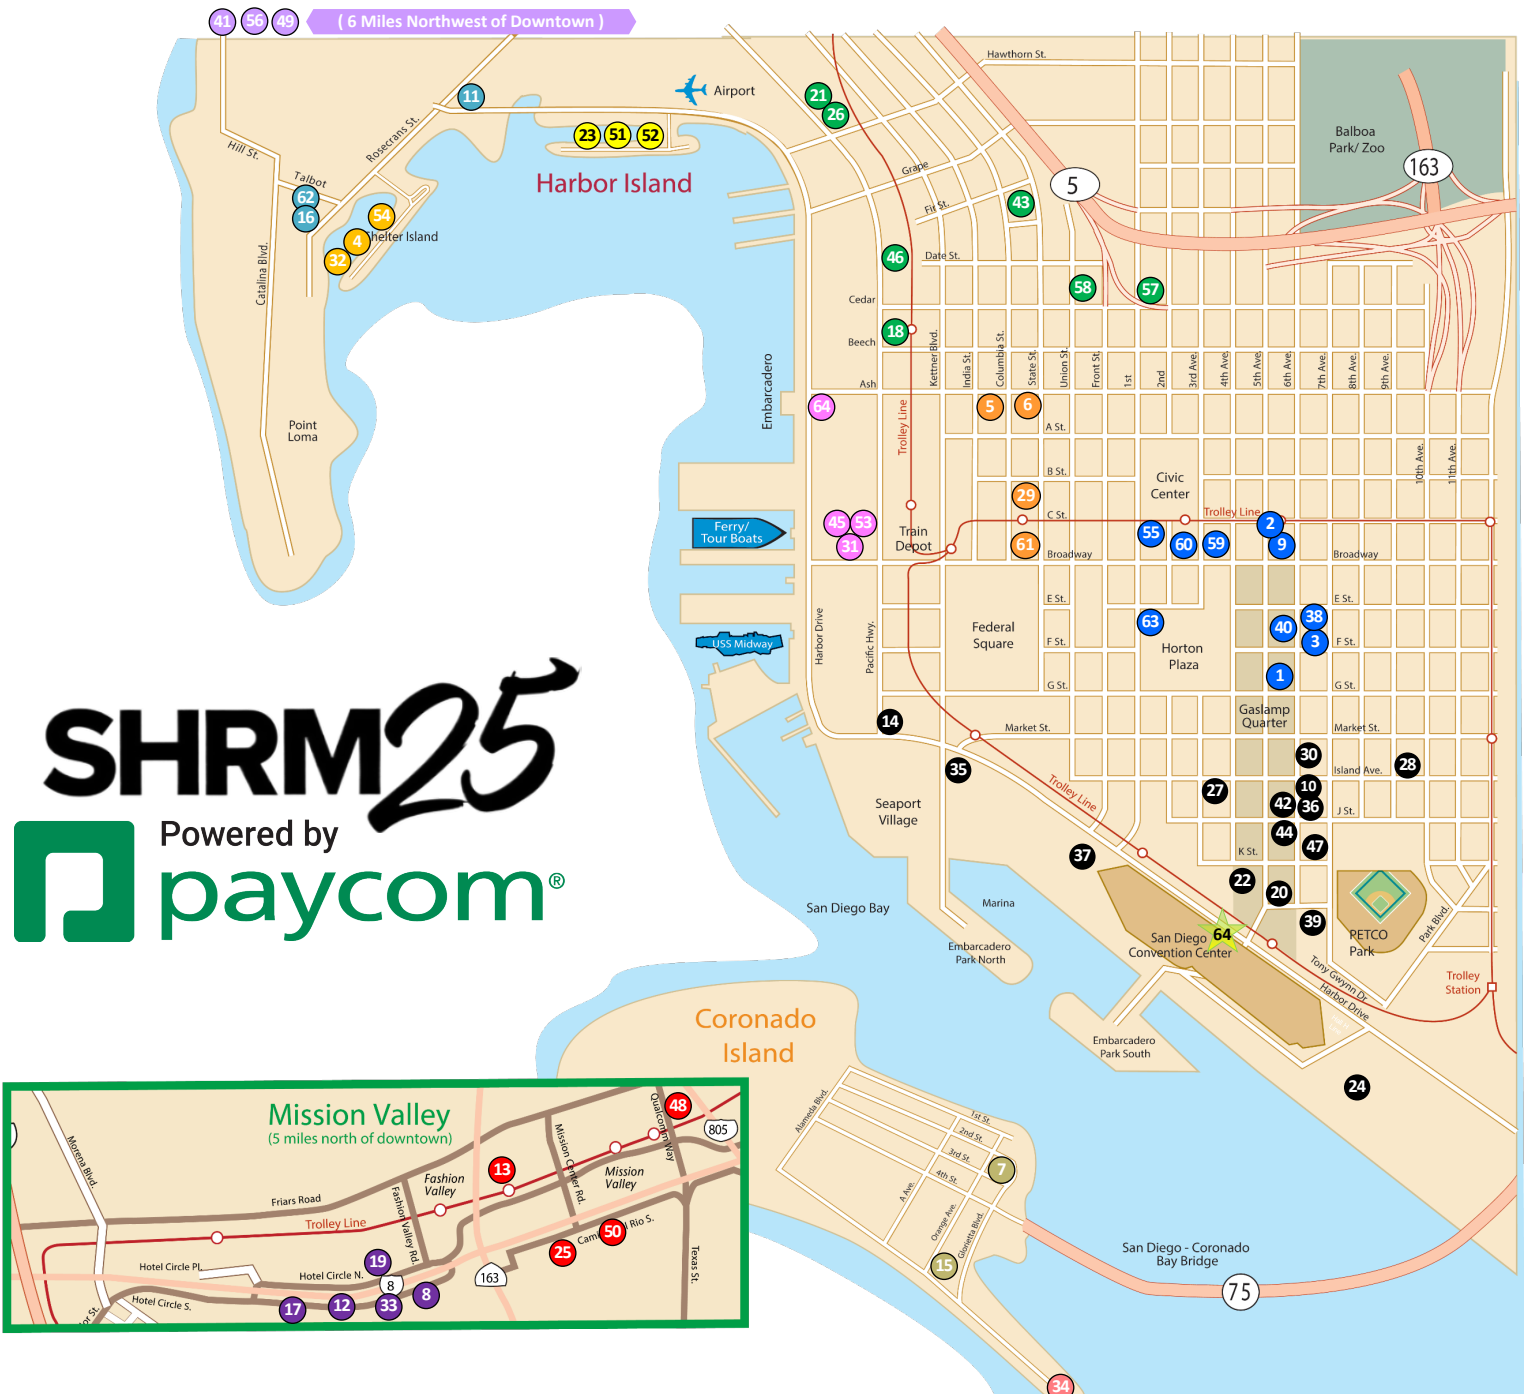 41 56 49 ( 6 Miles Northwest of Downtown )
Hawthorn St.
11
Airport
21
26
23 51 52
Balboa
Park/ Zoo
Rosecrans St.
Hill St.
Harbor Island
Grape
5
163
Talbot
62
16
54
4
Shelter Island
32
Fir St.
43
46
Date St.
58
57
Catalina Blvd.
Cedar
18
Beech
Ash
Embarcadero
Kettner Blvd.
India St.
Columbia St.
State St.
Union St.
Front St.
1st
2nd
3rd Ave.
4th Ave.
5th Ave.
6th Ave.
7th Ave.
8th Ave.
9th Ave.
10th Ave.
11th Ave.
64
5
6
A St.
Trolley Line
Point
Loma
B St.
Civic
Center
29
C St.
Trolley Line
45 53
31
Train
Depot
61
Broadway
55
60
59
2
9
Broadway
Ferry/
Tour Boats
E St.
E St.
63
38
40
3
Federal
Square
F St.
F St.
Horton
Plaza
Harbor Drive
Pacific Hwy.
USS Midway
G St.
1
G St.
Gaslamp
Quarter
14
Market St.
Market St.
35
30
Island Ave.
28
Trolley Line
27
10
42
36
J St.
Seaport
Village
44
K St.
47
37
22
20
39
SHRM25
Powered by
paycom®
San Diego Bay
Marina
64
San Diego
Convention Center
PETCO
Park
Park Blvd.
Embarcadero
Park North
Tony Gwynn Dr.
Harbor Drive
Trolley
Station
Coronado
Island
Embarcadero
Park South
24
Alameda Blvd.
1st St.
2nd St.
3rd St.
4th St.
7
A Ave.
Orange Ave.
Glorietta Blvd.
15
San Diego - Coronado
Bay Bridge
75
34
Mission Valley
(5 miles north of downtown)
48
805
Qualcomm Way
Morena Blvd.
Mission Center Rd.
13
Fashion
Valley
Mission
Valley
Friars Road
Trolley Line
Fashion Valley Rd.
50
25
Rio S.
19
Hotel Circle Pl.
Hotel Circle N.
8
163
Texas St.
Hotel Circle S.
17
12
33
8